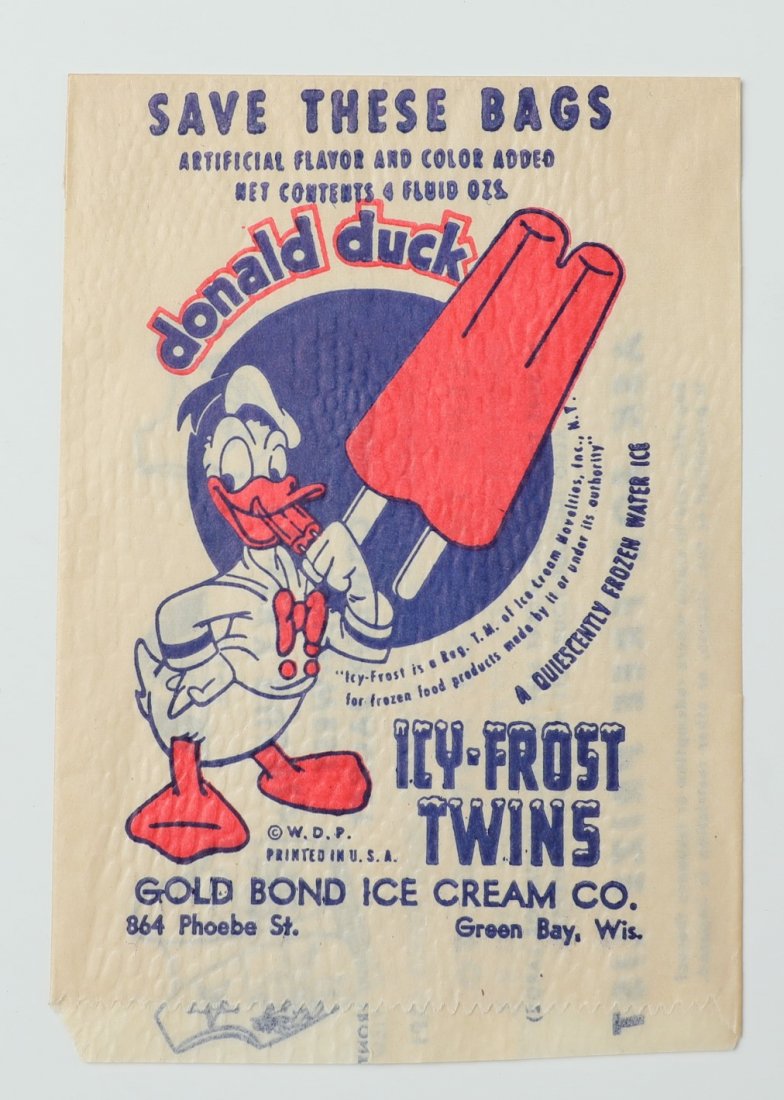 SAVE THESE BAGS
ARTIFICIAL FLAVOR AND COLOR ADDED
NET CONTENTS 4 FLUID OZS.
donald duck
"Icy-Frost is a Reg. T.M. of Ice Cream Novelties, Inc., N.Y.
for frozen food products made by it or under its authority"
A QUIESCENTLY FROZEN WATER ICE
ICY-FROST
TWINS
© W. D. P.
PRINTED IN U. S. A.
GOLD BOND ICE CREAM CO.
864 Phoebe St. Green Bay, Wis.